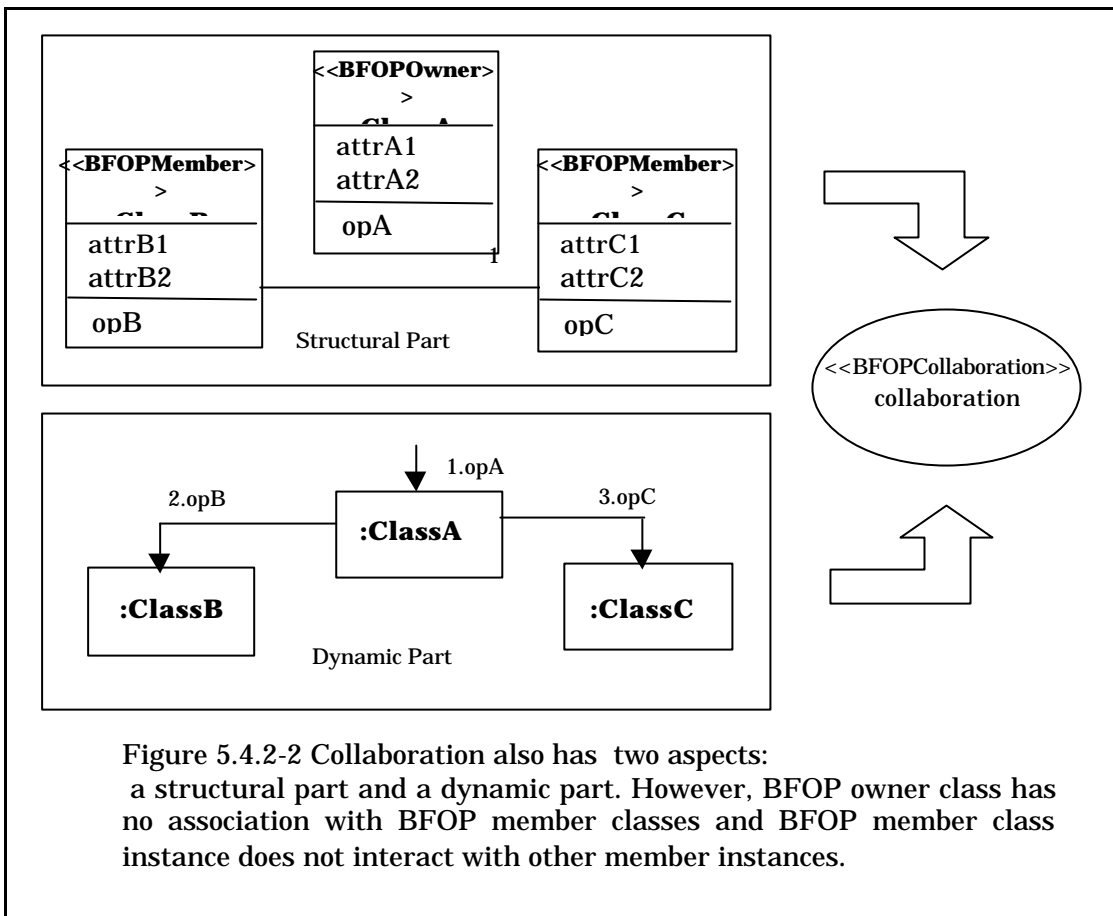 <<BFOPOwner>
>
attrA1
attrA2
opA
1
<<BFOPMember>
>
attrB1
attrB2
opB
<<BFOPMember>
>
attrC1
attrC2
opC
Structural Part
<<BFOPCollaboration>>
collaboration
1.opA
2.opB
3.opC
:ClassA
:ClassB
:ClassC
Dynamic Part
Figure 5.4.2-2 Collaboration also has two aspects:
a structural part and a dynamic part. However, BFOP owner class has
no association with BFOP member classes and BFOP member class
instance does not interact with other member instances.